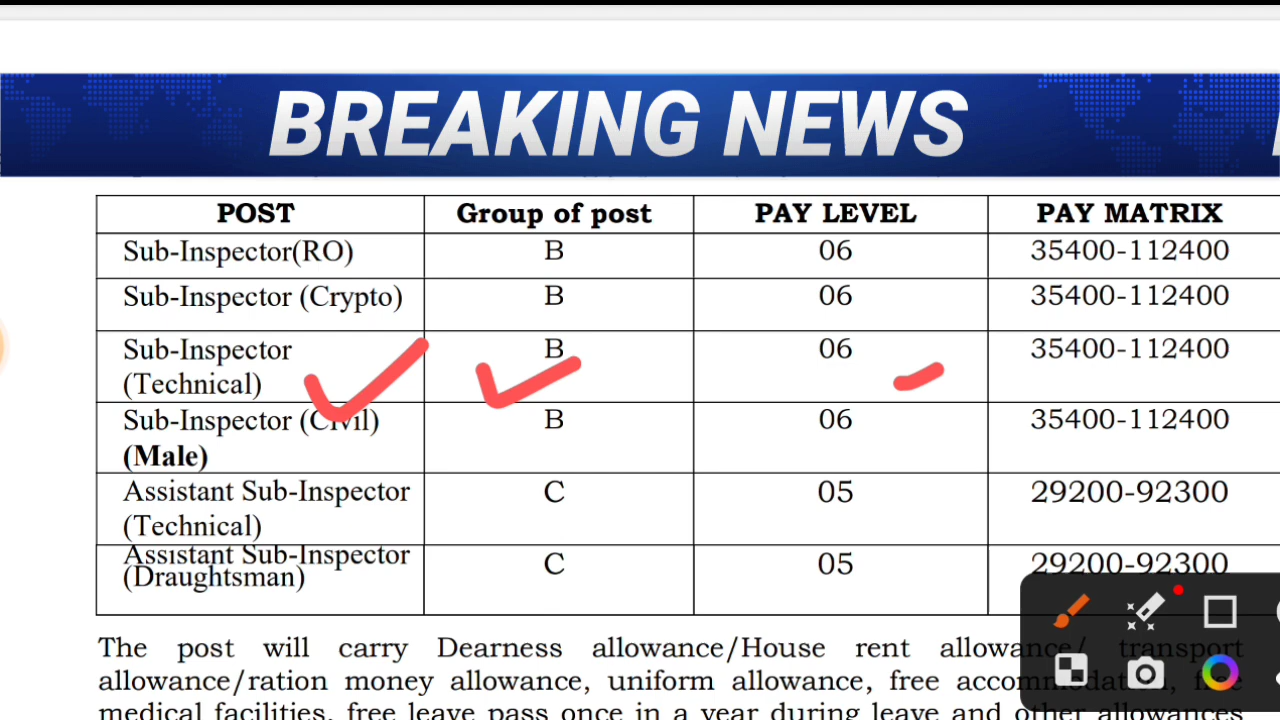 BREAKING NEWS
POST Group of post PAY LEVEL PAY MATRIX
Sub-Inspector(RO) B 06 35400-112400
Sub-Inspector (Crypto) B 06 35400-112400
Sub-Inspector B 06 35400-112400
(Technical)
Sub-Inspector (Civil) B 06 35400-112400
(Male)
Assistant Sub-Inspector C 05 29200-92300
(Technical)
Assistant Sub-Inspector C 05 29200-92300
(Draughtsman)
The post will carry Dearness allowance/House rent allowance/ transport
allowance/ration money allowance, uniform allowance, free accommodation, free
medical facilities, free leave pass once in a year during leave and other allowances